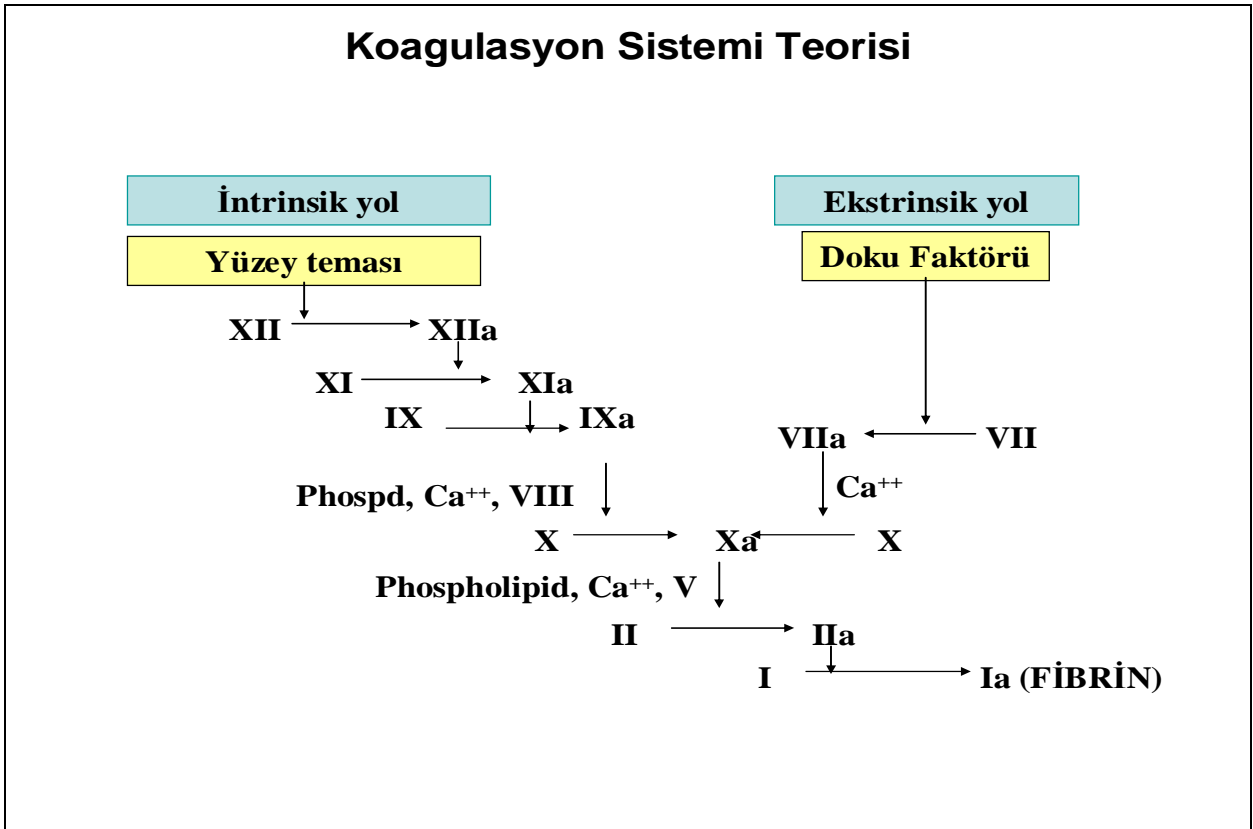 Koagulasyon Sistemi Teorisi
İntrinsik yol
Ekstrinsik yol
Yüzey teması
Doku Faktörü
XII
XIIa
XI
XIa
IX
IXa
VIIa
VII
Phospd, Ca⁺⁺, VIII
Ca⁺⁺
X
Xa
X
Phospholipid, Ca⁺⁺, V
II
IIa
I
Ia (FİBRİN)